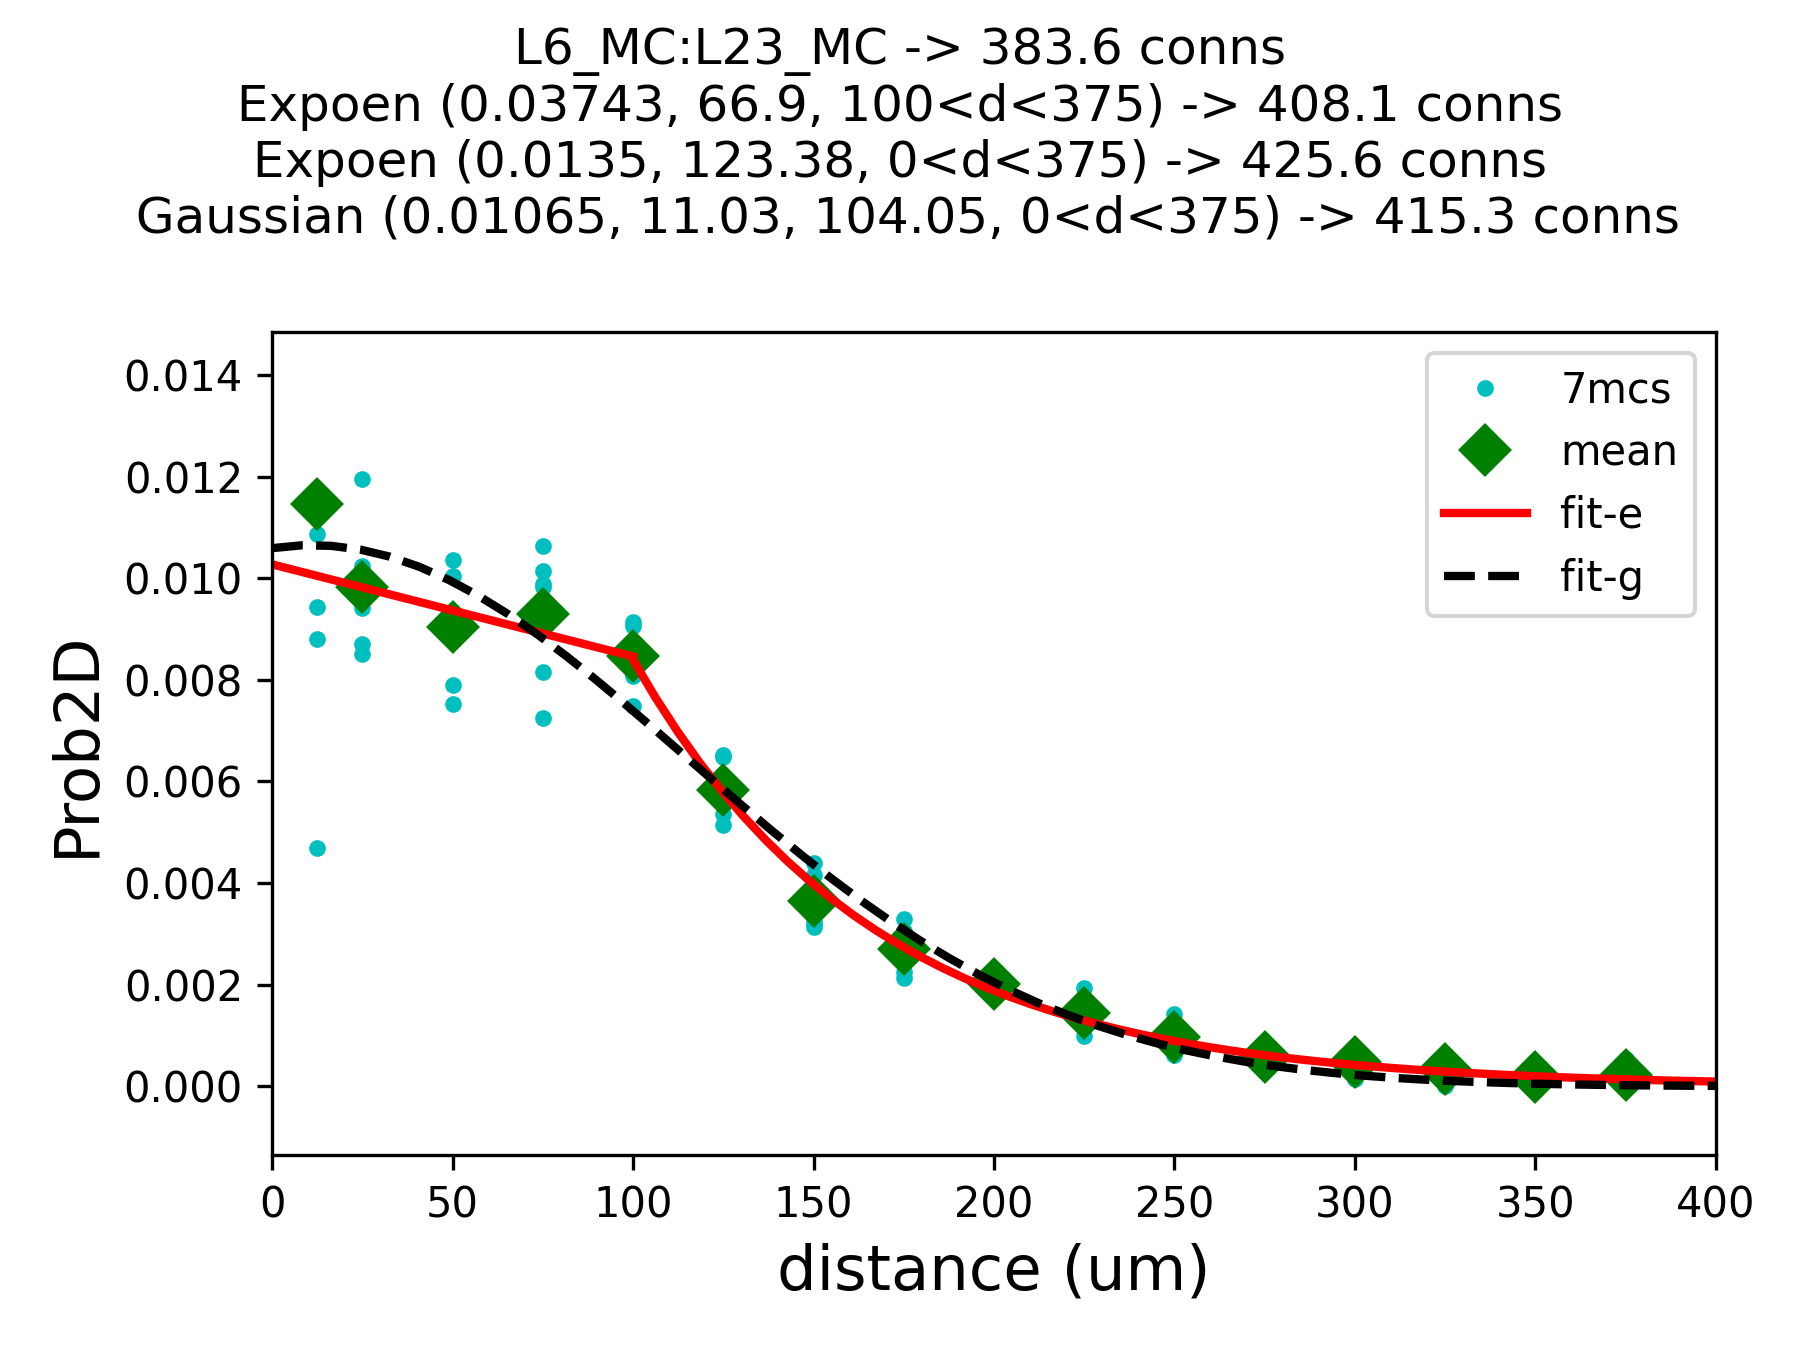 L6_MC:L23_MC -> 383.6 conns
Expoen (0.03743, 66.9, 100<d<375) -> 408.1 conns
Expoen (0.0135, 123.38, 0<d<375) -> 425.6 conns
Gaussian (0.01065, 11.03, 104.05, 0<d<375) -> 415.3 conns
0.014
0.012
0.010
0.008
0.006
0.004
0.002
0.000
Prob2D
7mcs
mean
fit-e
fit-g
0 50 100 150 200 250 300 350 400
distance (um)